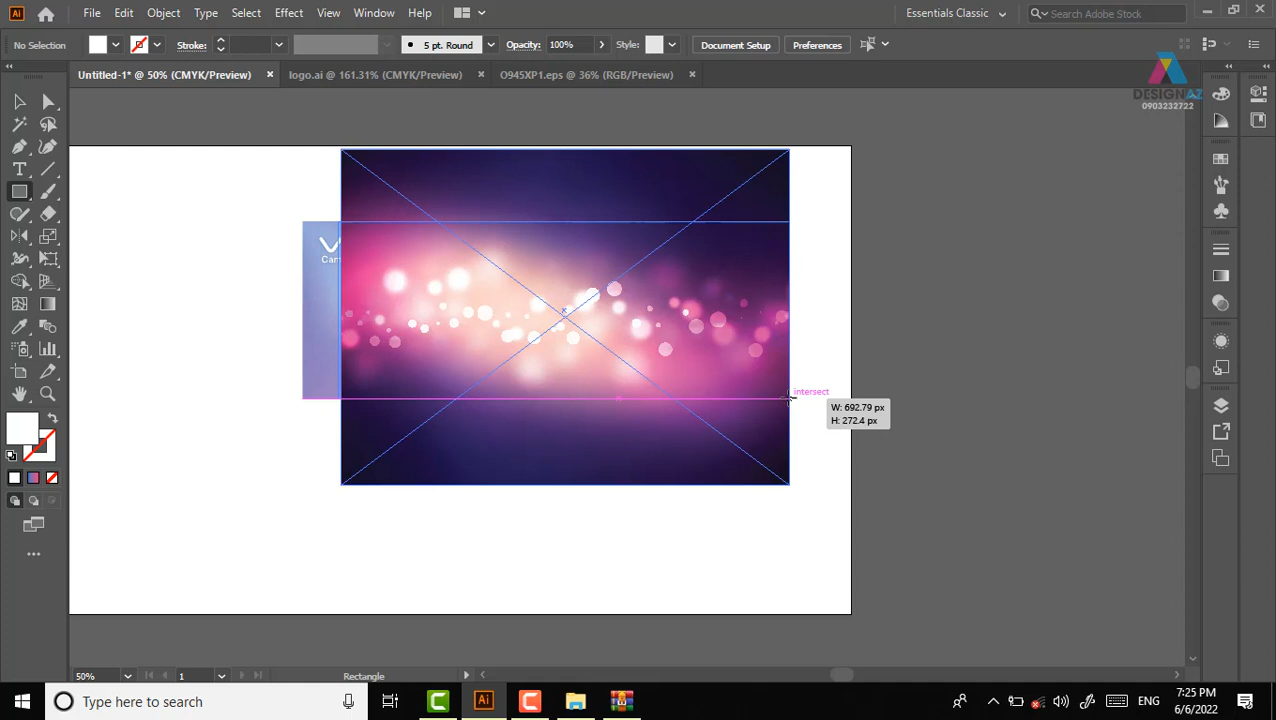 Ai File Edit Object Type Select Effect View Window Help Essentials Classic Search Adobe Stock
No Selection Stroke: 5 pt. Round Opacity: 100% Style: Document Setup Preferences
Untitled-1* @ 50% (CMYK/Preview) logo.ai @ 161.31% (CMYK/Preview) O945XP1.eps @ 36% (RGB/Preview)
DESIGNAZ
0903232722
intersect
W: 692.79 px
H: 272.4 px
50% 1 Rectangle
Type here to search
ENG
7:25 PM
6/6/2022